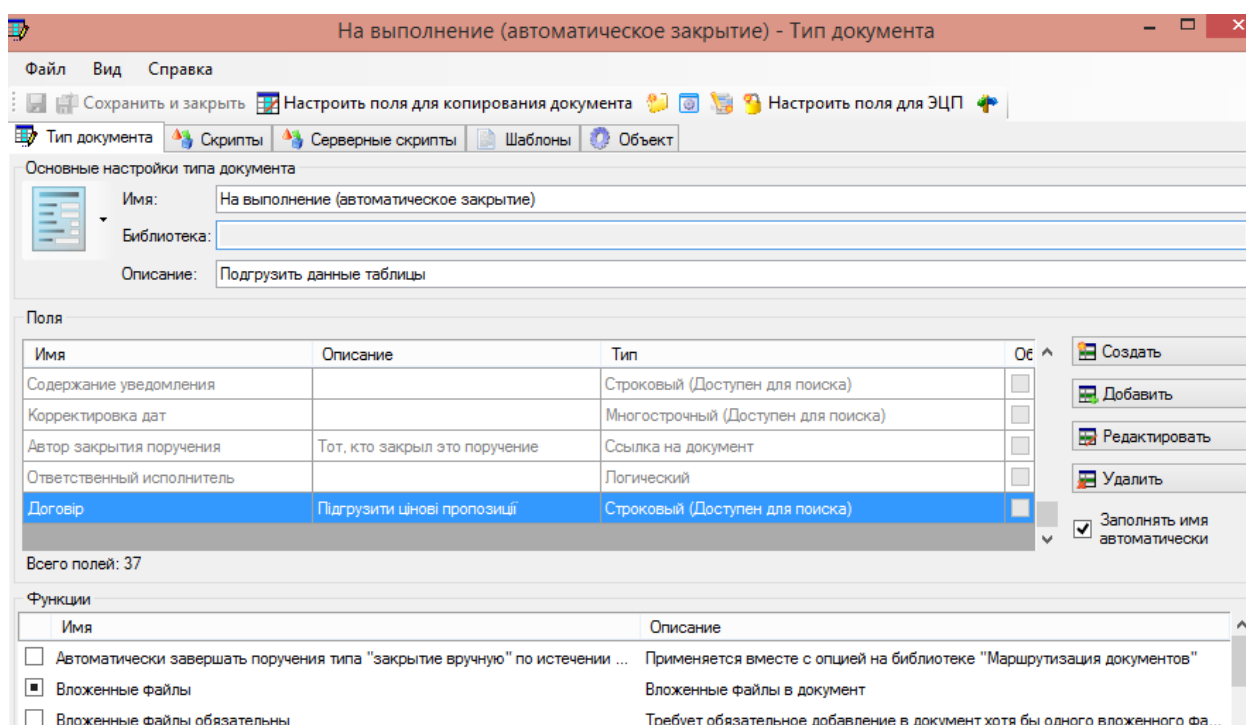 На выполнение (автоматическое закрытие) - Тип документа
Файл Вид Справка
Сохранить и закрыть Настроить поля для копирования документа Настроить поля для ЭЦП
Тип документа Скрипты Серверные скрипты Шаблоны Объект
Основные настройки типа документа
Имя: На выполнение (автоматическое закрытие)
Библиотека:
Описание: Подгрузить данные таблицы
Поля
Имя Описание Тип Об
Создать
Содержание уведомления Строковый (Доступен для поиска)
Добавить
Корректировка дат Многострочный (Доступен для поиска)
Редактировать
Автор закрытия поручения Тот, кто закрыл это поручение Ссылка на документ
Ответственный исполнитель Логический
Удалить
Договір Підгрузити цінові пропозиції Строковый (Доступен для поиска)
Заполнять имя
автоматически
Всего полей: 37
Функции
Имя Описание
Автоматически завершать поручения типа "закрытие вручную" по истечении ... Применяется вместе с опцией на библиотеке "Маршрутизация документов"
Вложенные файлы Вложенные файлы в документ
Вложенные файлы обязательны Требует обязательное добавление в документ хотя бы одного вложенного фа...